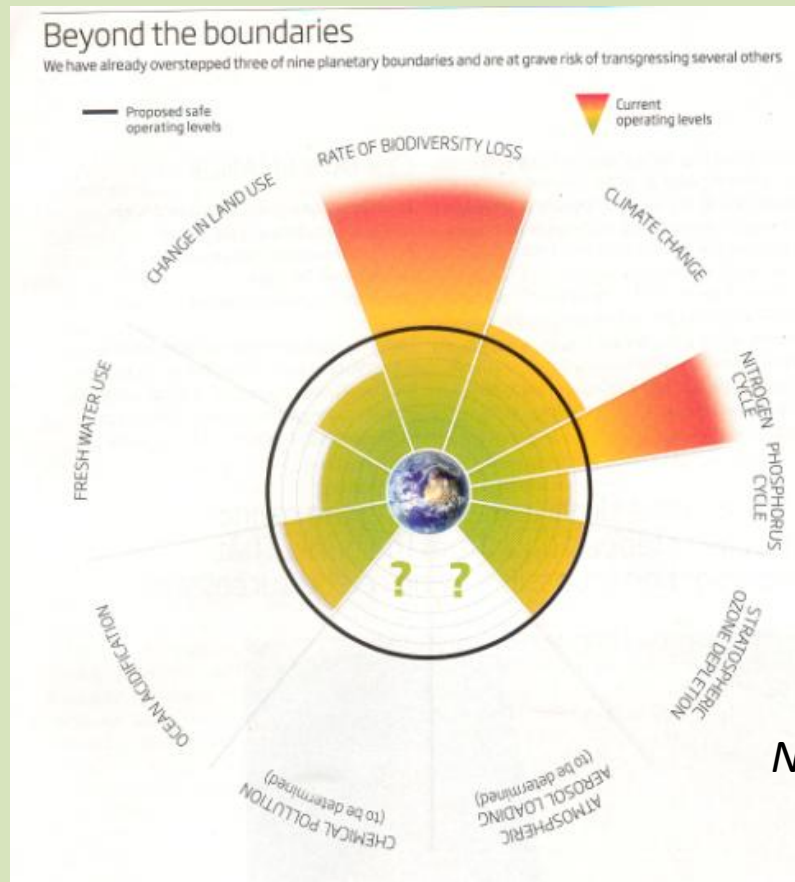 Beyond the boundaries
We have already overstepped three of nine planetary boundaries and are at grave risk of transgressing several others
Proposed safe
operating levels
Current
operating levels
RATE OF BIODIVERSITY LOSS
CLIMATE CHANGE
NITROGEN
CYCLE
PHOSPHORUS
CYCLE
STRATOSPHERIC
OZONE DEPLETION
ATMOSPHERIC
AEROSOL LOADING
(to be determined)
CHEMICAL POLLUTION
(to be determined)
OCEAN ACIDIFICATION
FRESH WATER USE
CHANGE IN LAND USE
? ?
N